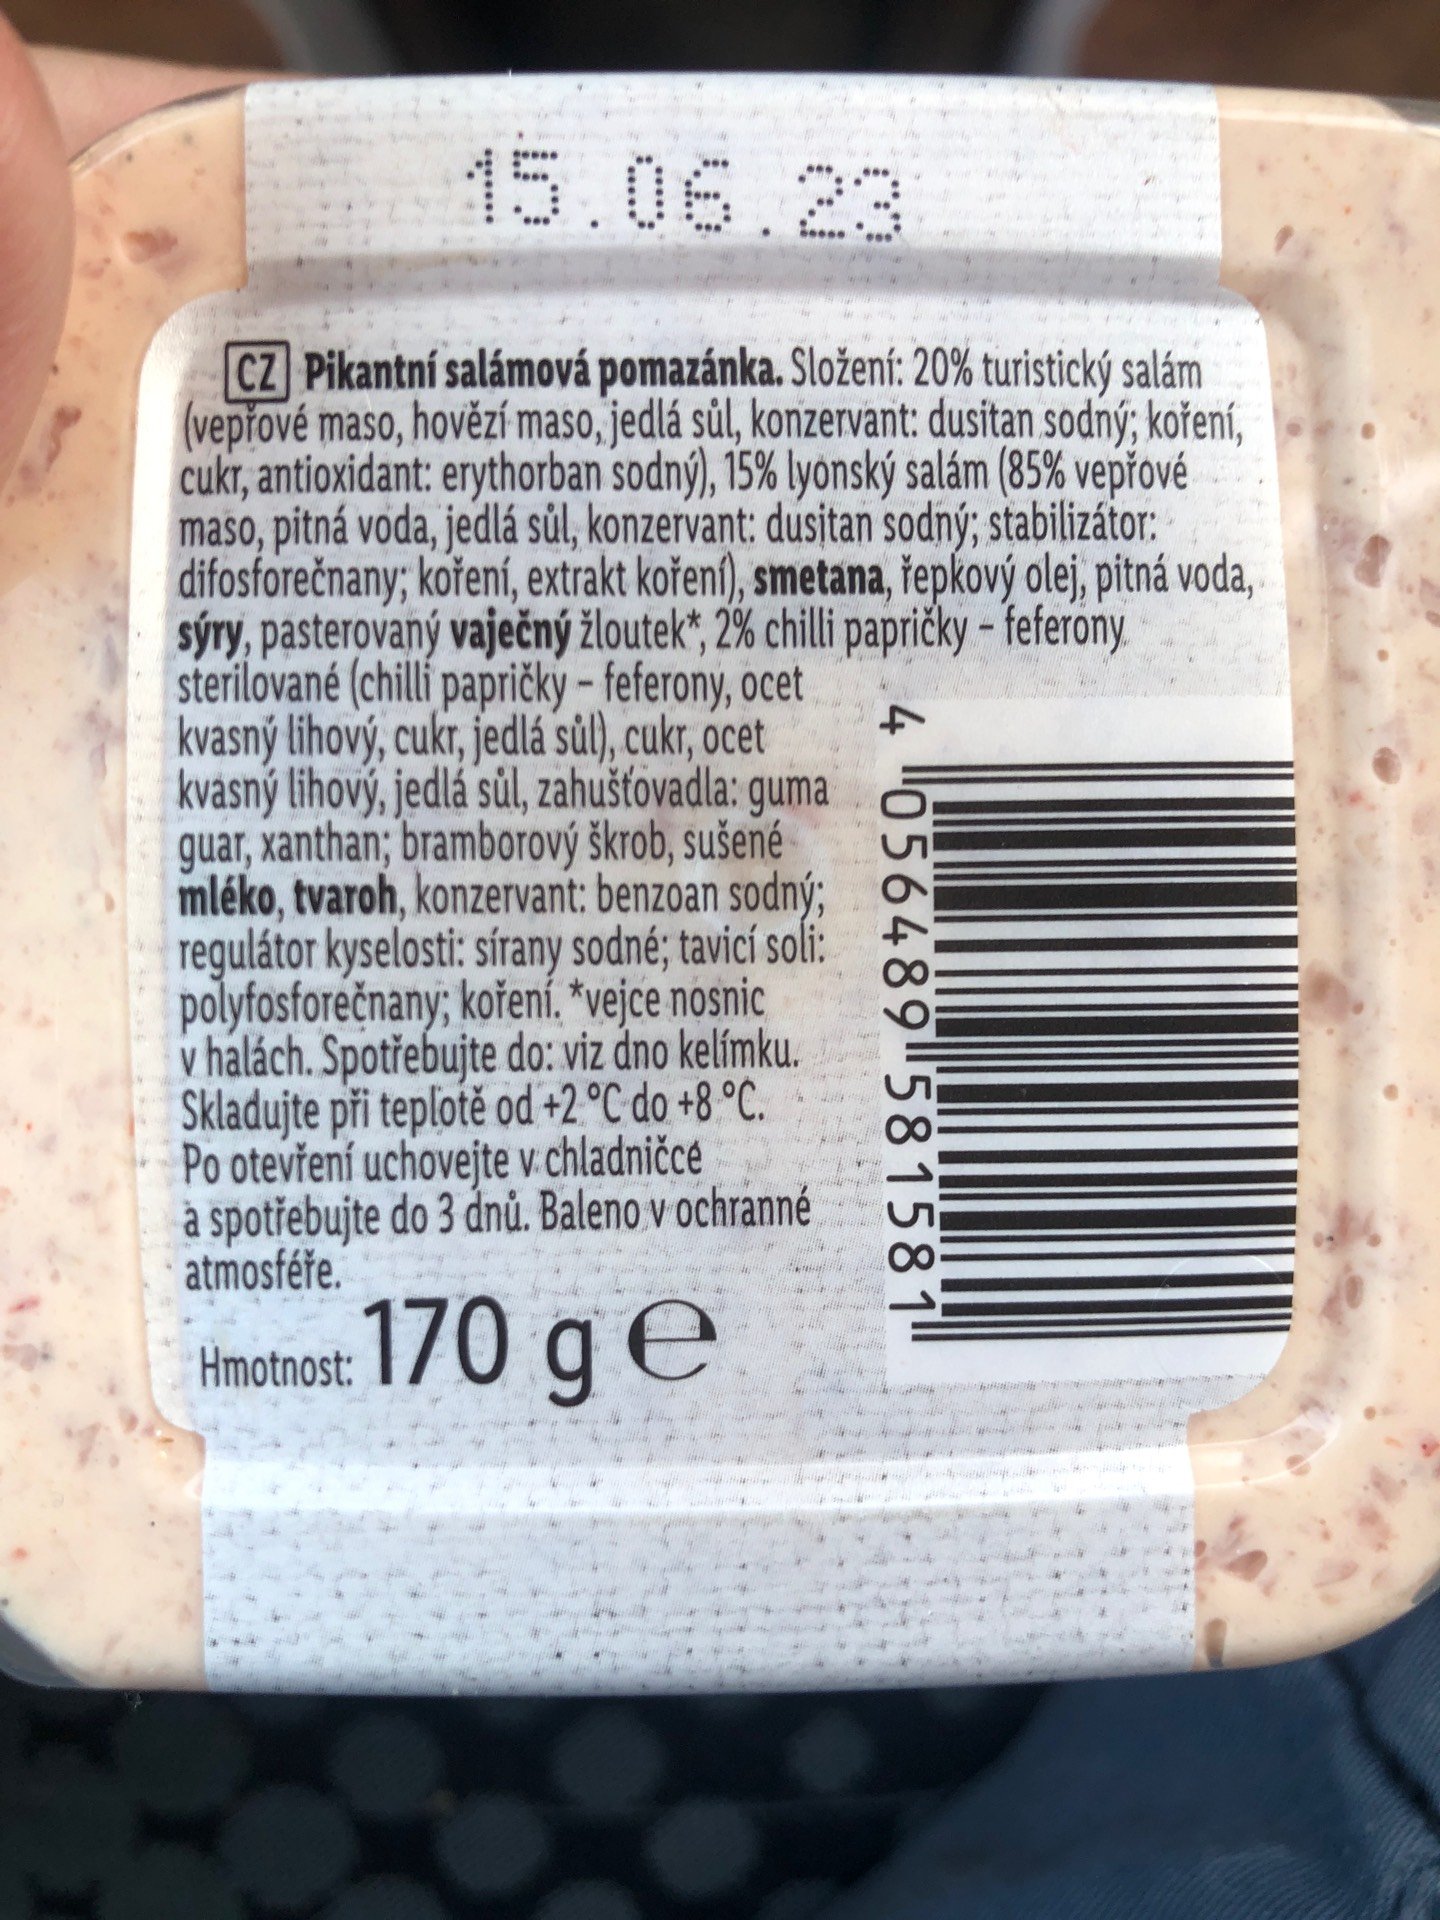 15.06.23
CZ Pikantní salámová pomazánka. Složení: 20% turistický salám
(vepřové maso, hovězí maso, jedlá sůl, konzervant: dusitan sodný; koření,
cukr, antioxidant: erythorban sodný), 15% lyonský salám (85% vepřové
maso, pitná voda, jedlá sůl, konzervant: dusitan sodný; stabilizátor:
difosforečnany; koření, extrakt koření), smetana, řepkový olej, pitná voda,
sýry, pasterovaný vaječný žloutek*, 2% chilli papričky – feferony
sterilované (chilli papričky – feferony, ocet
kvasný lihový, cukr, jedlá sůl), cukr, ocet
kvasný lihový, jedlá sůl, zahušťovadla: guma
guar, xanthan; bramborový škrob, sušené
mléko, tvaroh, konzervant: benzoan sodný;
regulátor kyselosti: sírany sodné; tavicí soli:
polyfosforečnany; koření. *vejce nosnic
v halách. Spotřebujte do: viz dno kelímku.
Skladujte při teplotě od +2 °C do +8 °C.
Po otevření uchovejte v chladničce
a spotřebujte do 3 dnů. Baleno v ochranné
atmosféře.
Hmotnost: 170 g e
4 056489 581581